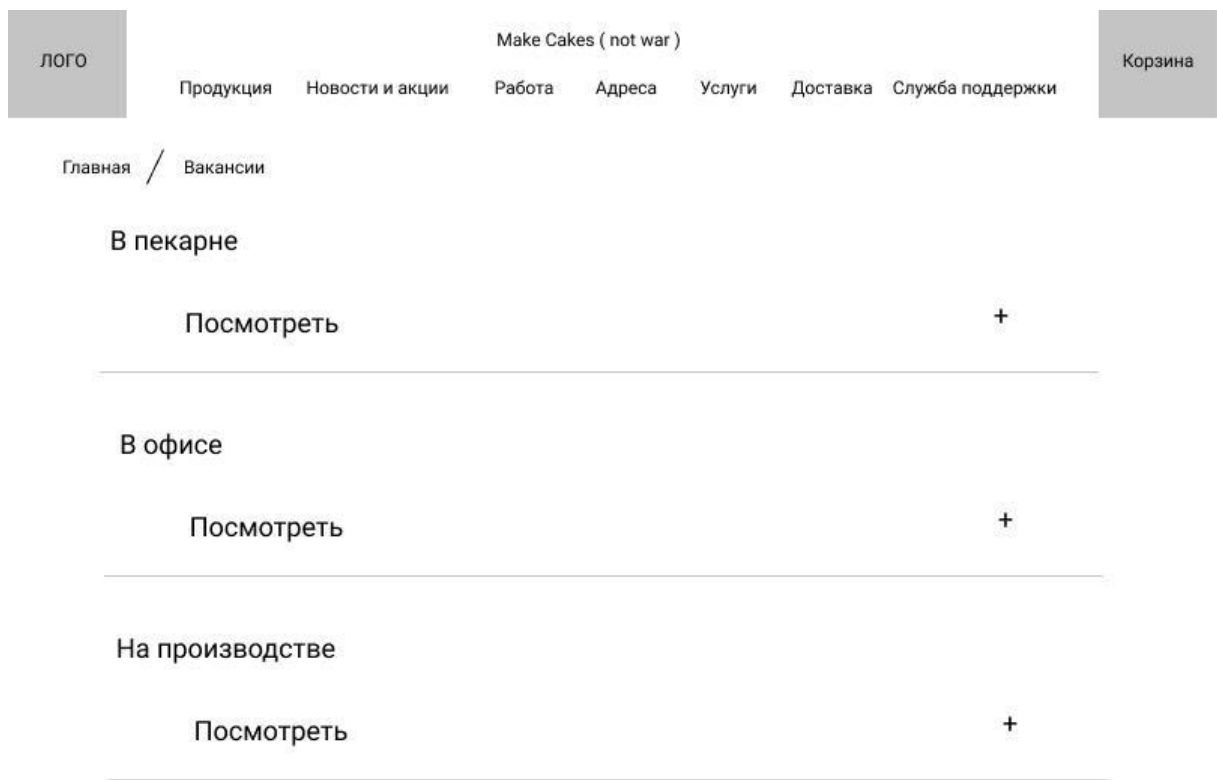 Make Cakes ( not war )
ЛОГО
Корзина
Продукция Новости и акции Работа Адреса Услуги Доставка Служба поддержки
Главная / Вакансии
В пекарне
Посмотреть +
В офисе
Посмотреть +
На производстве
Посмотреть +